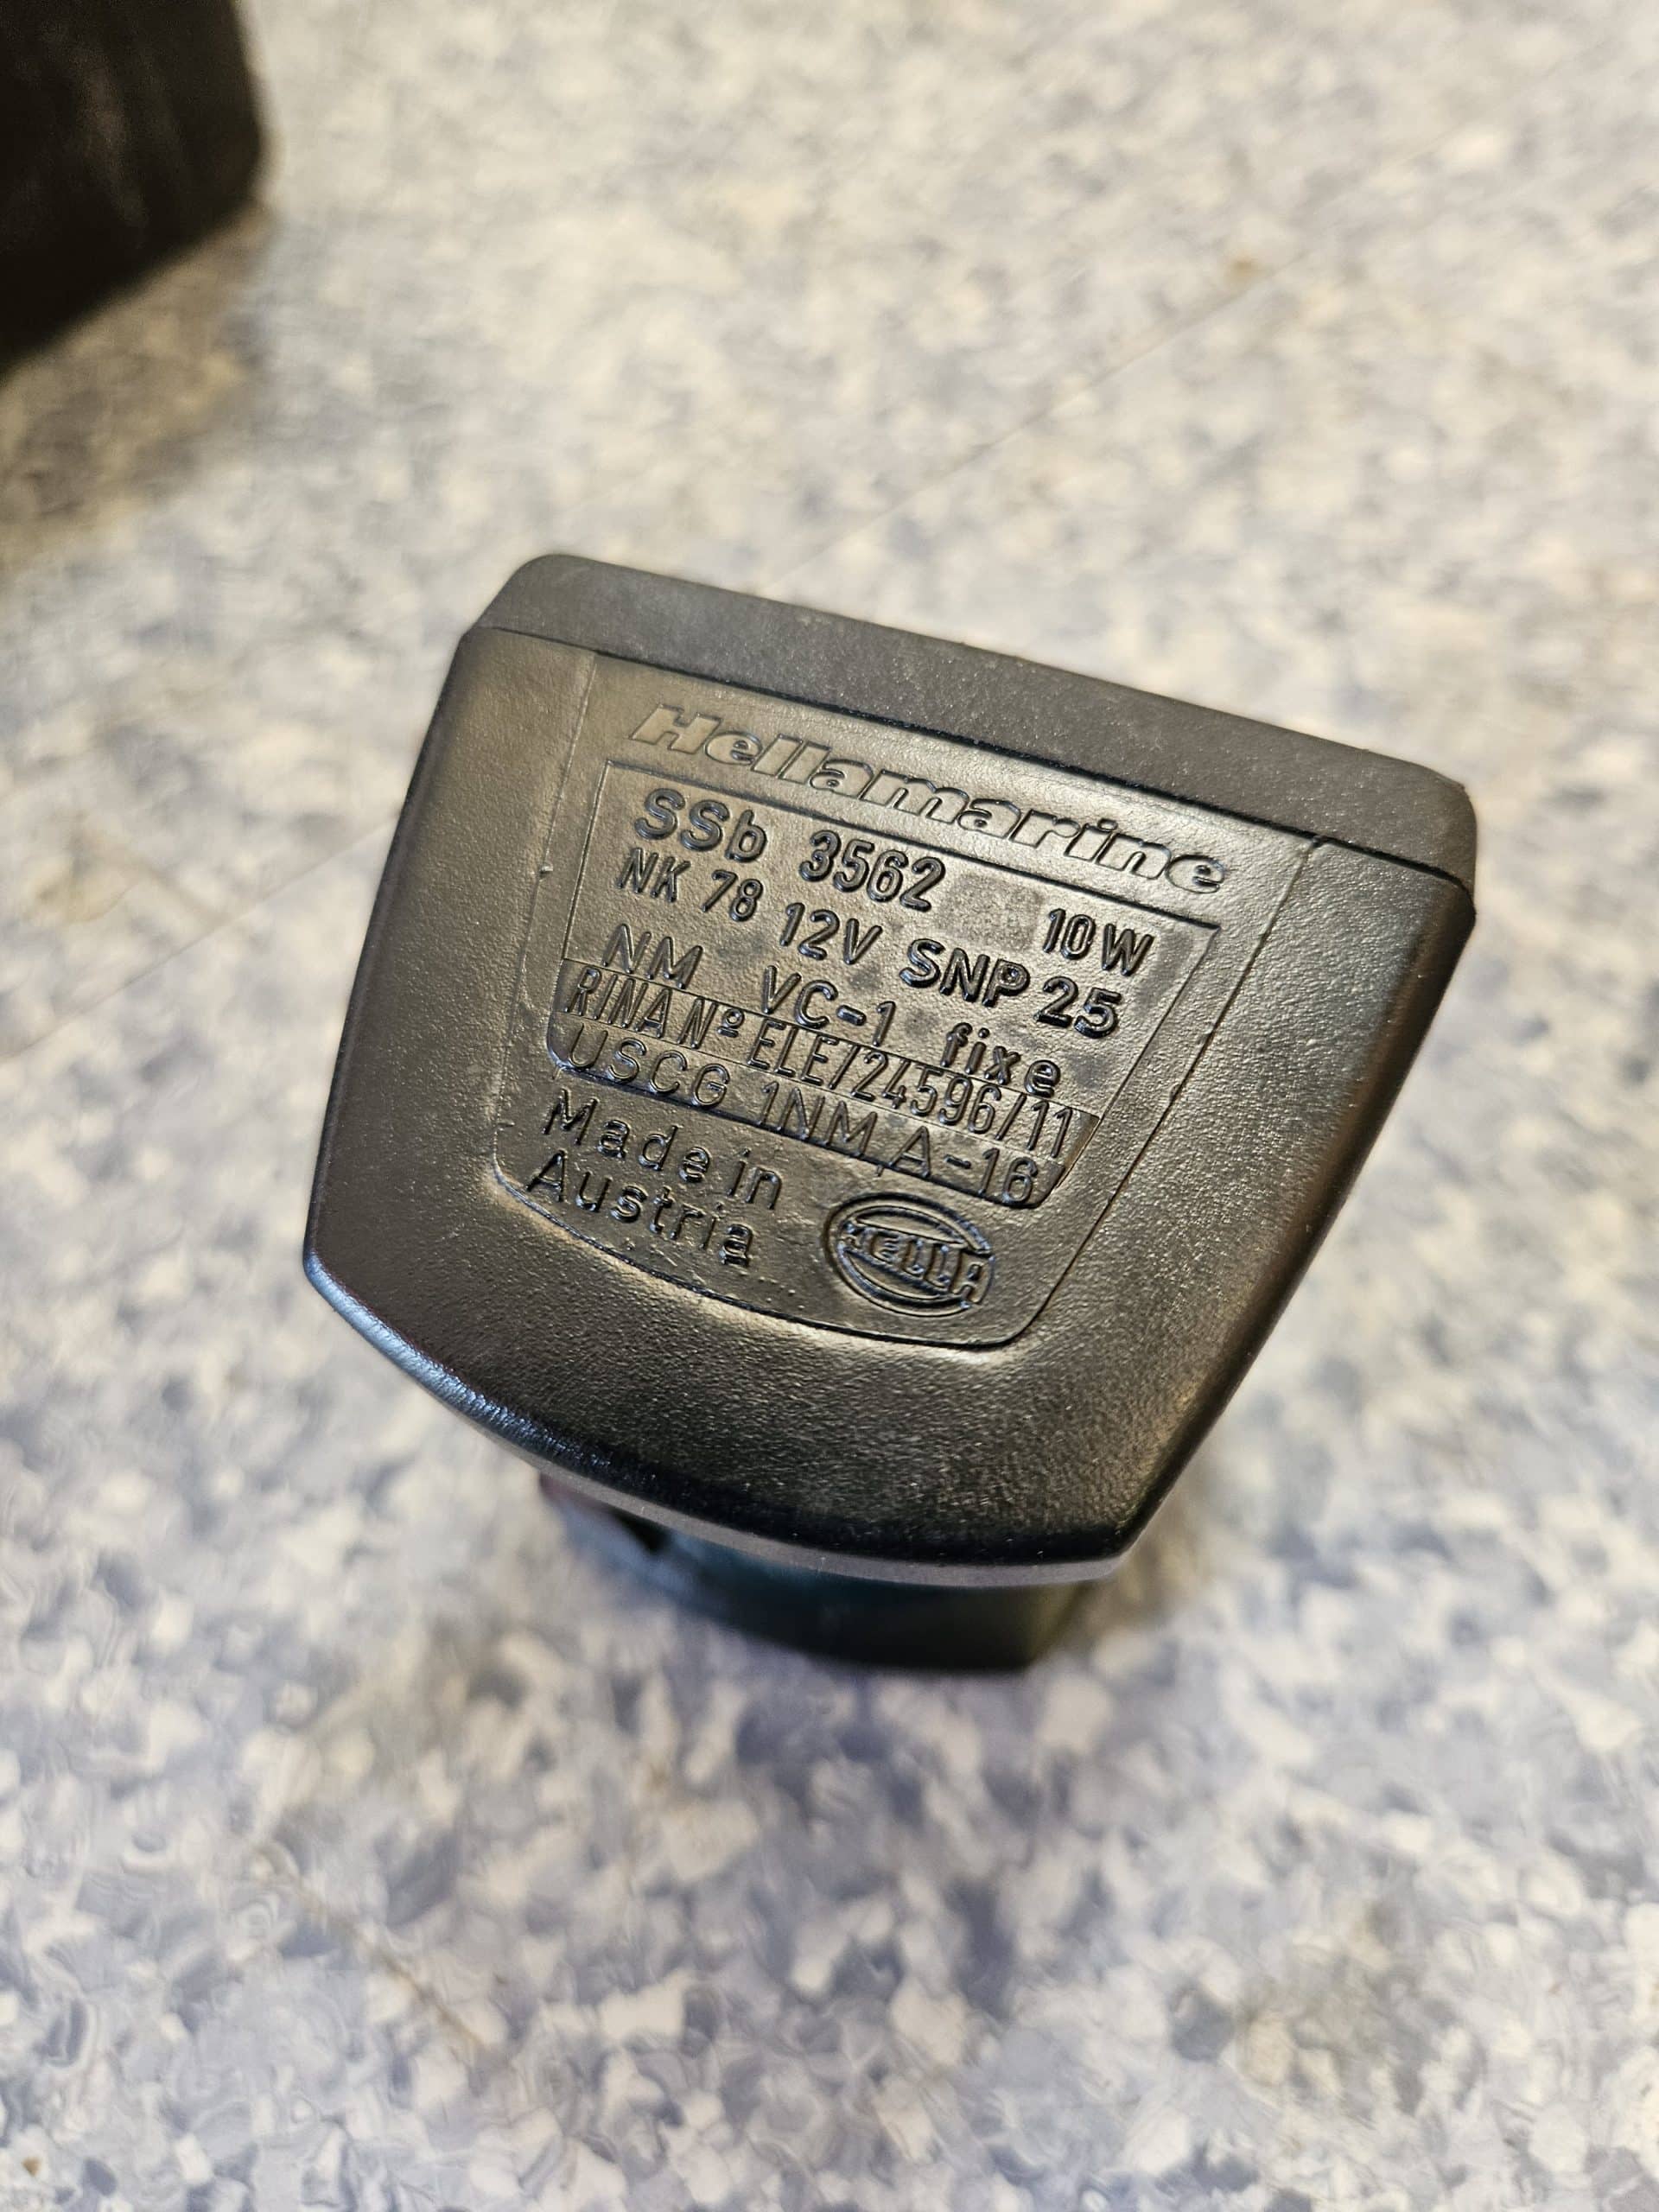 Hellamarine
SSb 3562 10W
NK 78 12V SNP 25
NM VC-1 fixe
RINA Nº ELE/24596/11
USCG 1NM A-16
Made in
Austria
HELLA